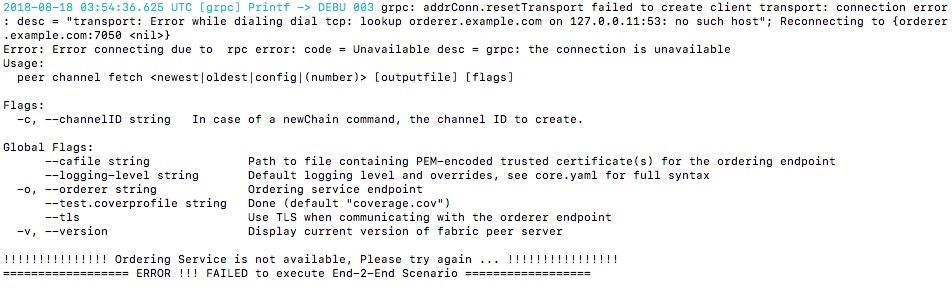 2018-08-18 03:54:36.625 UTC [grpc] Printf -> DEBU 003 grpc: addrConn.resetTransport failed to create client transport: connection error
: desc = "transport: Error while dialing dial tcp: lookup orderer.example.com on 127.0.0.11:53: no such host"; Reconnecting to {orderer
.example.com:7050 <nil>}
Error: Error connecting due to  rpc error: code = Unavailable desc = grpc: the connection is unavailable
Usage:
  peer channel fetch <newest|oldest|config|(number)> [outputfile] [flags]

Flags:
  -c, --channelID string   In case of a newChain command, the channel ID to create.

Global Flags:
      --cafile string              Path to file containing PEM-encoded trusted certificate(s) for the ordering endpoint
      --logging-level string       Default logging level and overrides, see core.yaml for full syntax
  -o, --orderer string             Ordering service endpoint
      --test.coverprofile string   Done (default "coverage.cov")
      --tls                        Use TLS when communicating with the orderer endpoint
  -v, --version                    Display current version of fabric peer server

!!!!!!!!!!!!!!! Ordering Service is not available, Please try again ... !!!!!!!!!!!!!!!!
================== ERROR !!! FAILED to execute End-2-End Scenario ==================